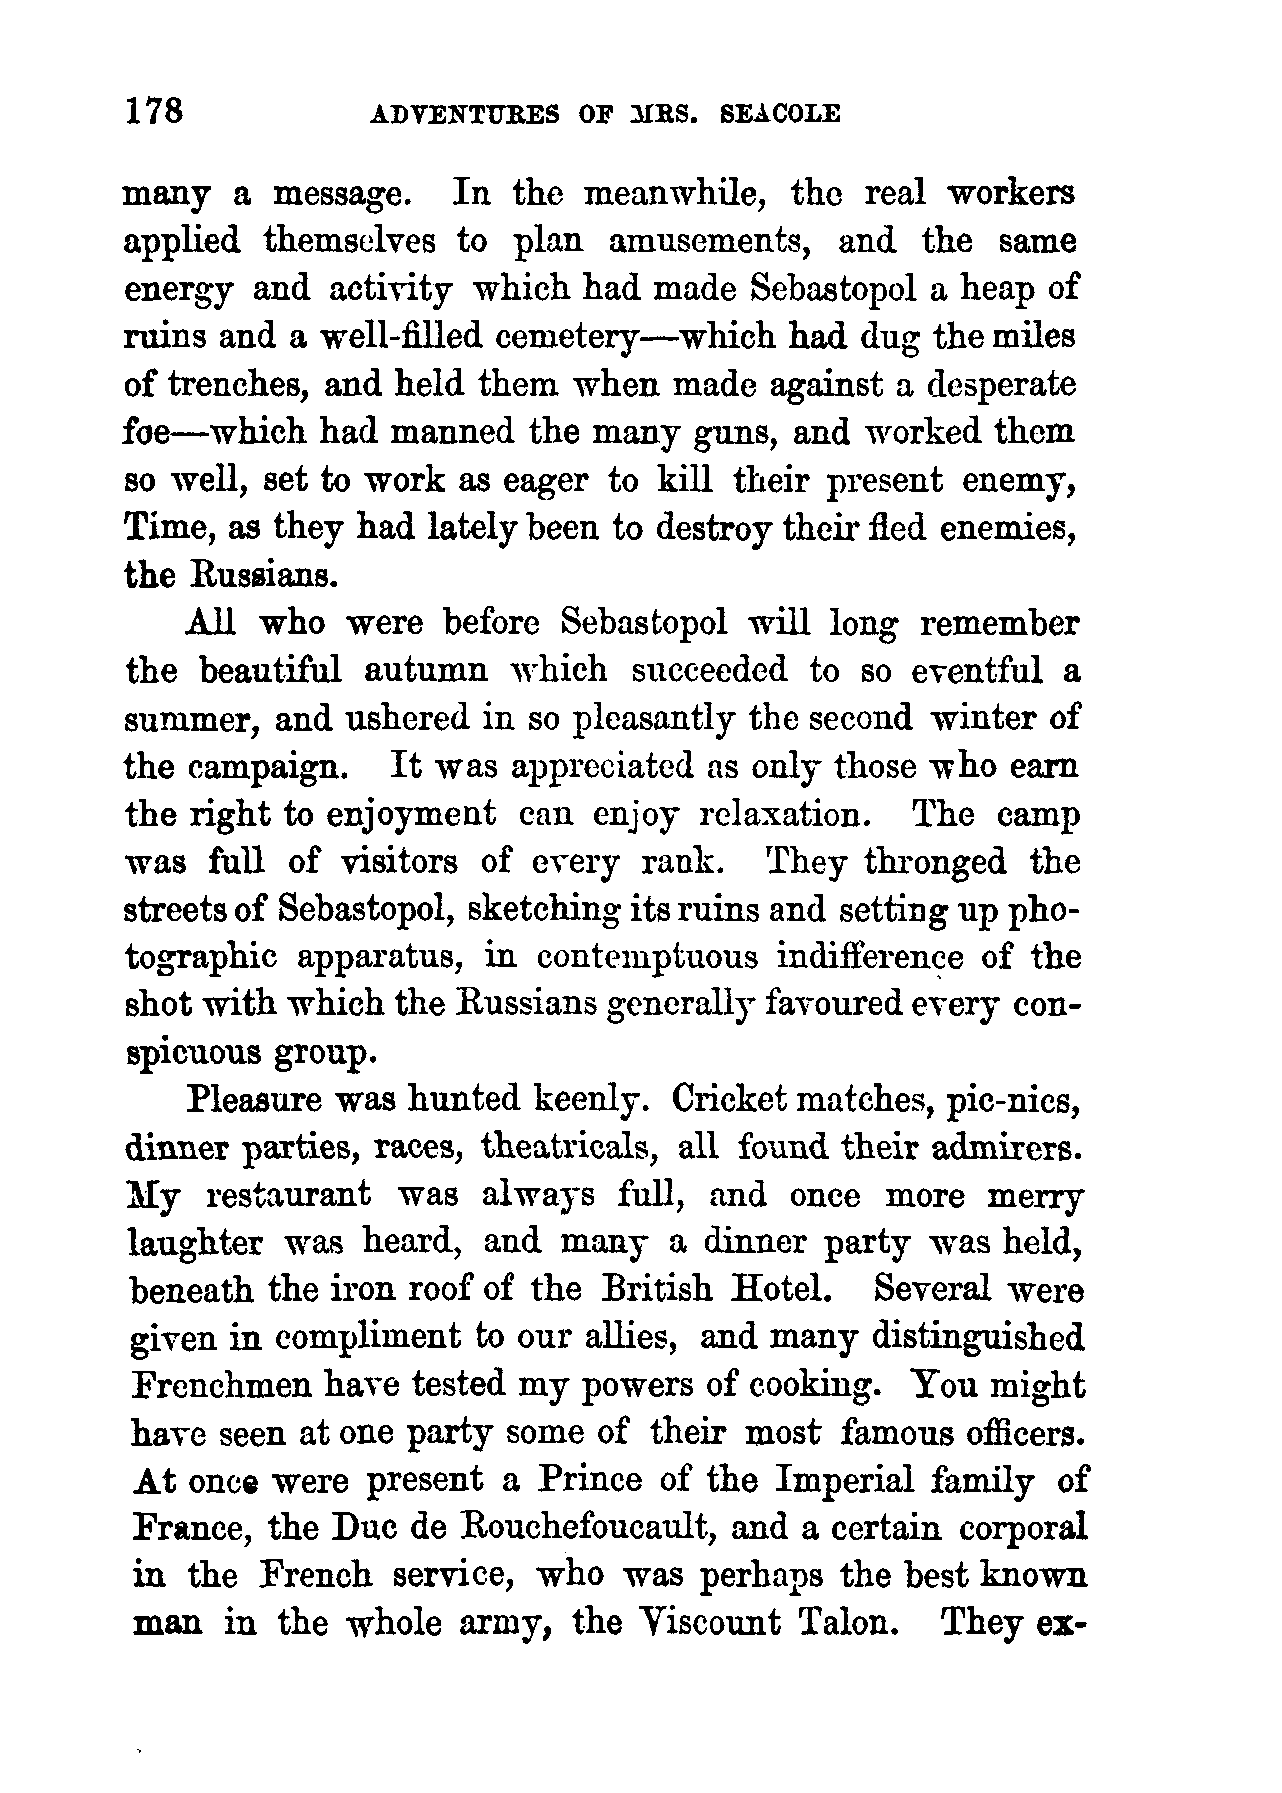 178 ADVENTURES OF MRS. SEACOLE
many a message. In the meanwhile, the real workers
applied themselves to plan amusements, and the same
energy and activity which had made Sebastopol a heap of
ruins and a well-filled cemetery—which had dug the miles
of trenches, and held them when made against a desperate
foe—which had manned the many guns, and worked them
so well, set to work as eager to kill their present enemy,
Time, as they had lately been to destroy their fled enemies,
the Russians.
All who were before Sebastopol will long remember
the beautiful autumn which succeeded to so eventful a
summer, and ushered in so pleasantly the second winter of
the campaign. It was appreciated as only those who earn
the right to enjoyment can enjoy relaxation. The camp
was full of visitors of every rank. They thronged the
streets of Sebastopol, sketching its ruins and setting up pho-
tographic apparatus, in contemptuous indifference of the
shot with which the Russians generally favoured every con-
spicuous group.
Pleasure was hunted keenly. Cricket matches, pic-nics,
dinner parties, races, theatricals, all found their admirers.
My restaurant was always full, and once more merry
laughter was heard, and many a dinner party was held,
beneath the iron roof of the British Hotel. Several were
given in compliment to our allies, and many distinguished
Frenchmen have tested my powers of cooking. You might
have seen at one party some of their most famous officers.
At once were present a Prince of the Imperial family of
France, the Duc de Rouchefoucault, and a certain corporal
in the French service, who was perhaps the best known
man in the whole army, the Viscount Talon. They ex-